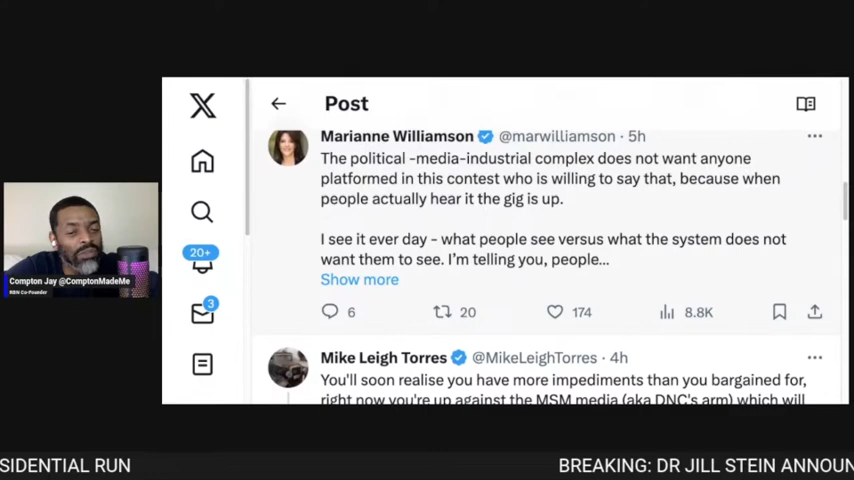 Post
Marianne Williamson @marwilliamson · 5h
The political -media-industrial complex does not want anyone
platformed in this contest who is willing to say that, because when
people actually hear it the gig is up.
I see it ever day - what people see versus what the system does not
want them to see. I'm telling you, people...
Show more
6 20 174 8.8K
Mike Leigh Torres @MikeLeighTorres · 4h
You'll soon realise you have more impediments than you bargained for,
right now you're up against the MSM media (aka DNC's arm) which will
20+
3
Compton Jay @ComptonMadeMe
RBN Co-Founder
SIDENTIAL RUN
BREAKING: DR JILL STEIN ANNOUN